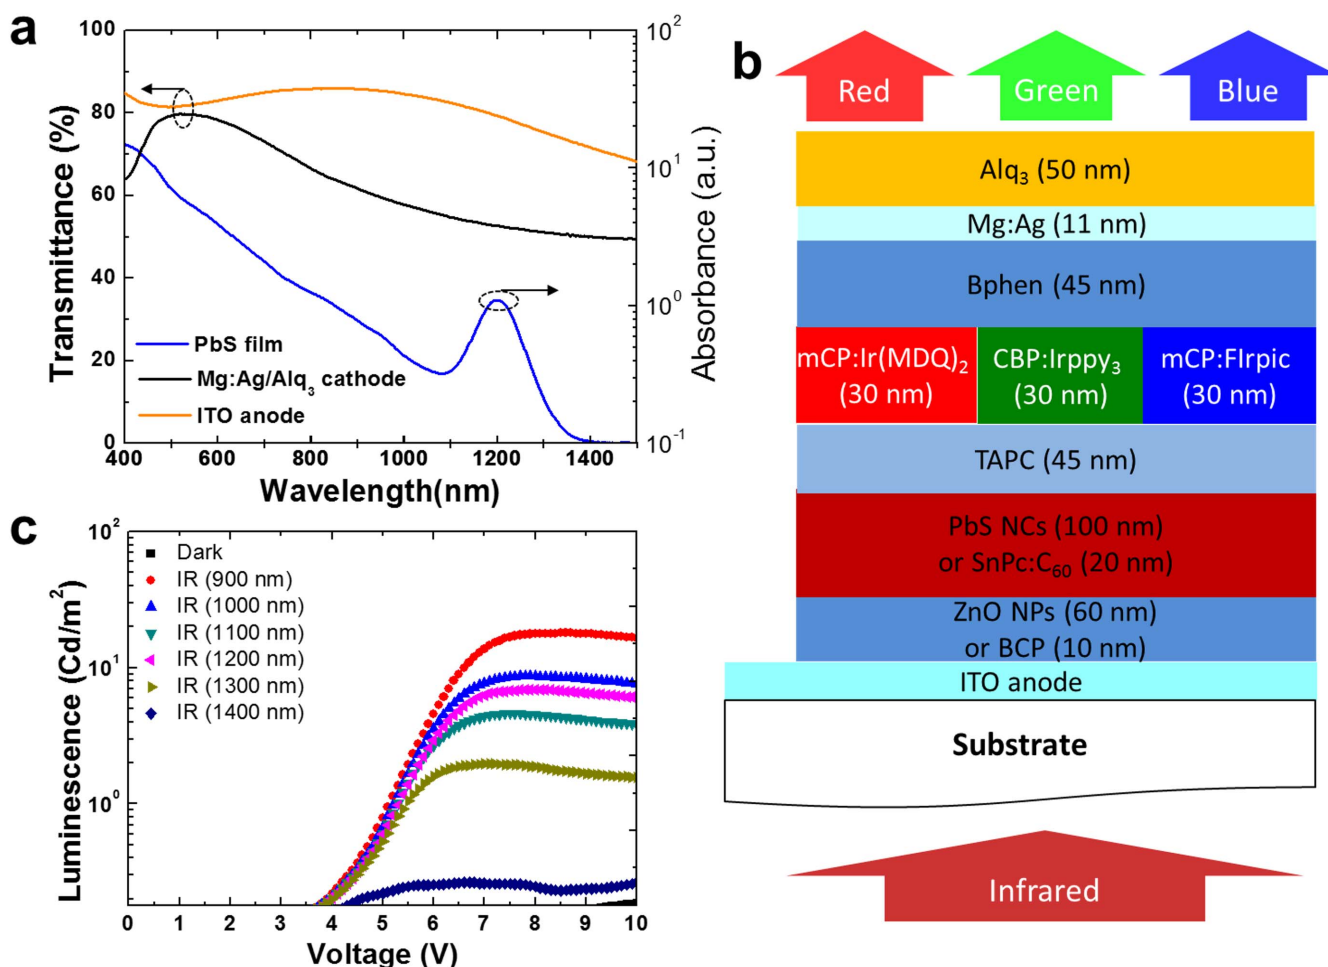 a
100
80
60
40
20
0
Transmittance (%)
10²
10¹
10⁰
10⁻¹
Absorbance (a.u.)
PbS film
Mg:Ag/Alq₃ cathode
ITO anode
400 600 800 1000 1200 1400
Wavelength(nm)
b
Red Green Blue
Alq₃ (50 nm)
Mg:Ag (11 nm)
Bphen (45 nm)
mCP:Ir(MDQ)₂
(30 nm)
CBP:Irppy₃
(30 nm)
mCP:FIrpic
(30 nm)
TAPC (45 nm)
PbS NCs (100 nm)
or SnPc:C₆₀ (20 nm)
ZnO NPs (60 nm)
or BCP (10 nm)
ITO anode
Substrate
Infrared
c
10²
10¹
10⁰
Luminescence (Cd/m²)
Dark
IR (900 nm)
IR (1000 nm)
IR (1100 nm)
IR (1200 nm)
IR (1300 nm)
IR (1400 nm)
0 1 2 3 4 5 6 7 8 9 10
Voltage (V)